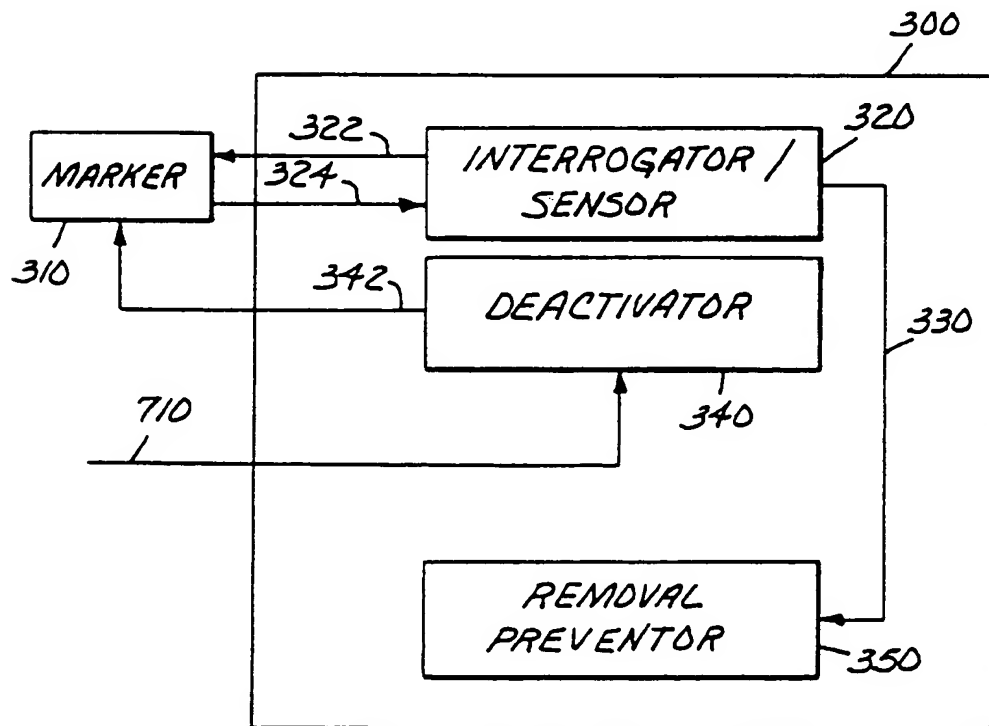 300
322
320
INTERROGATOR /
SENSOR
MARKER
324
310
342
DEACTIVATOR
330
710
340
REMOVAL
PREVENTOR
350